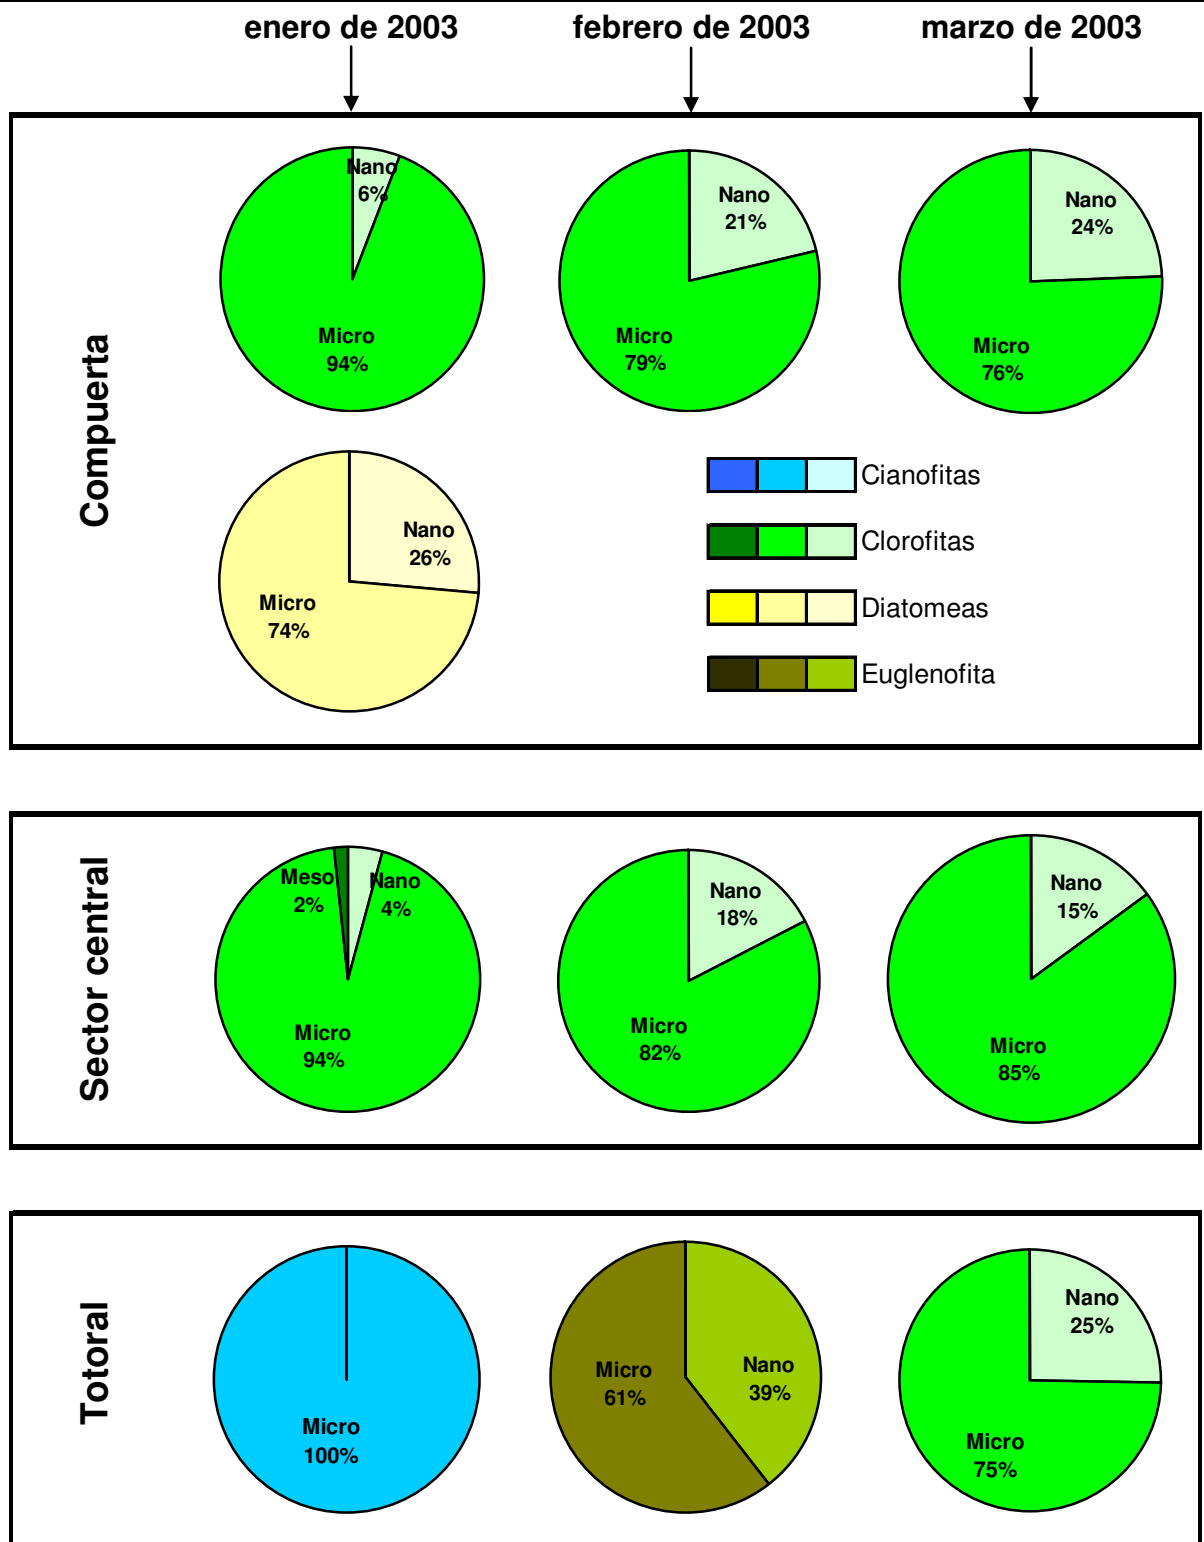 enero de 2003
febrero de 2003
marzo de 2003
Compuerta
Nano
6%
Micro
94%
Nano
21%
Micro
79%
Nano
24%
Micro
76%
Nano
26%
Micro
74%
Cianofitas
Clorofitas
Diatomeas
Euglenofita
Sector central
Meso
2%
Nano
4%
Micro
94%
Nano
18%
Micro
82%
Nano
15%
Micro
85%
Totoral
Micro
100%
Micro
61%
Nano
39%
Nano
25%
Micro
75%